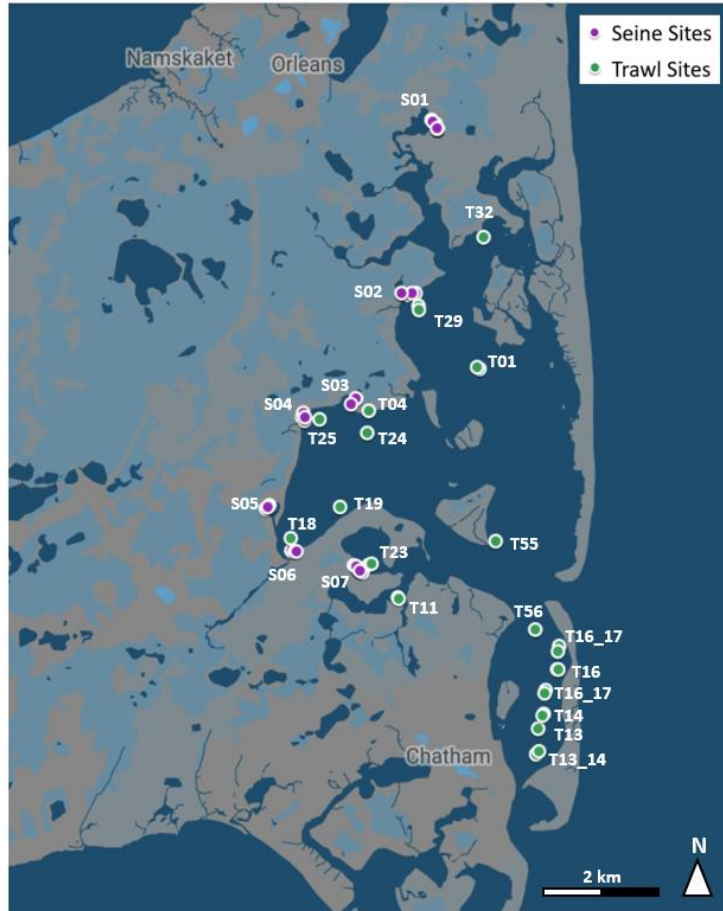 Seine Sites
Trawl Sites
Namskaket
Orleans
S01
T32
S02
T29
T01
S03
S04
T04
T25
T24
S05
T19
T18
T55
S06
S07
T23
T11
T56
T16_17
T16
T16_17
T14
T13
Chatham
T13_14
N
2 km